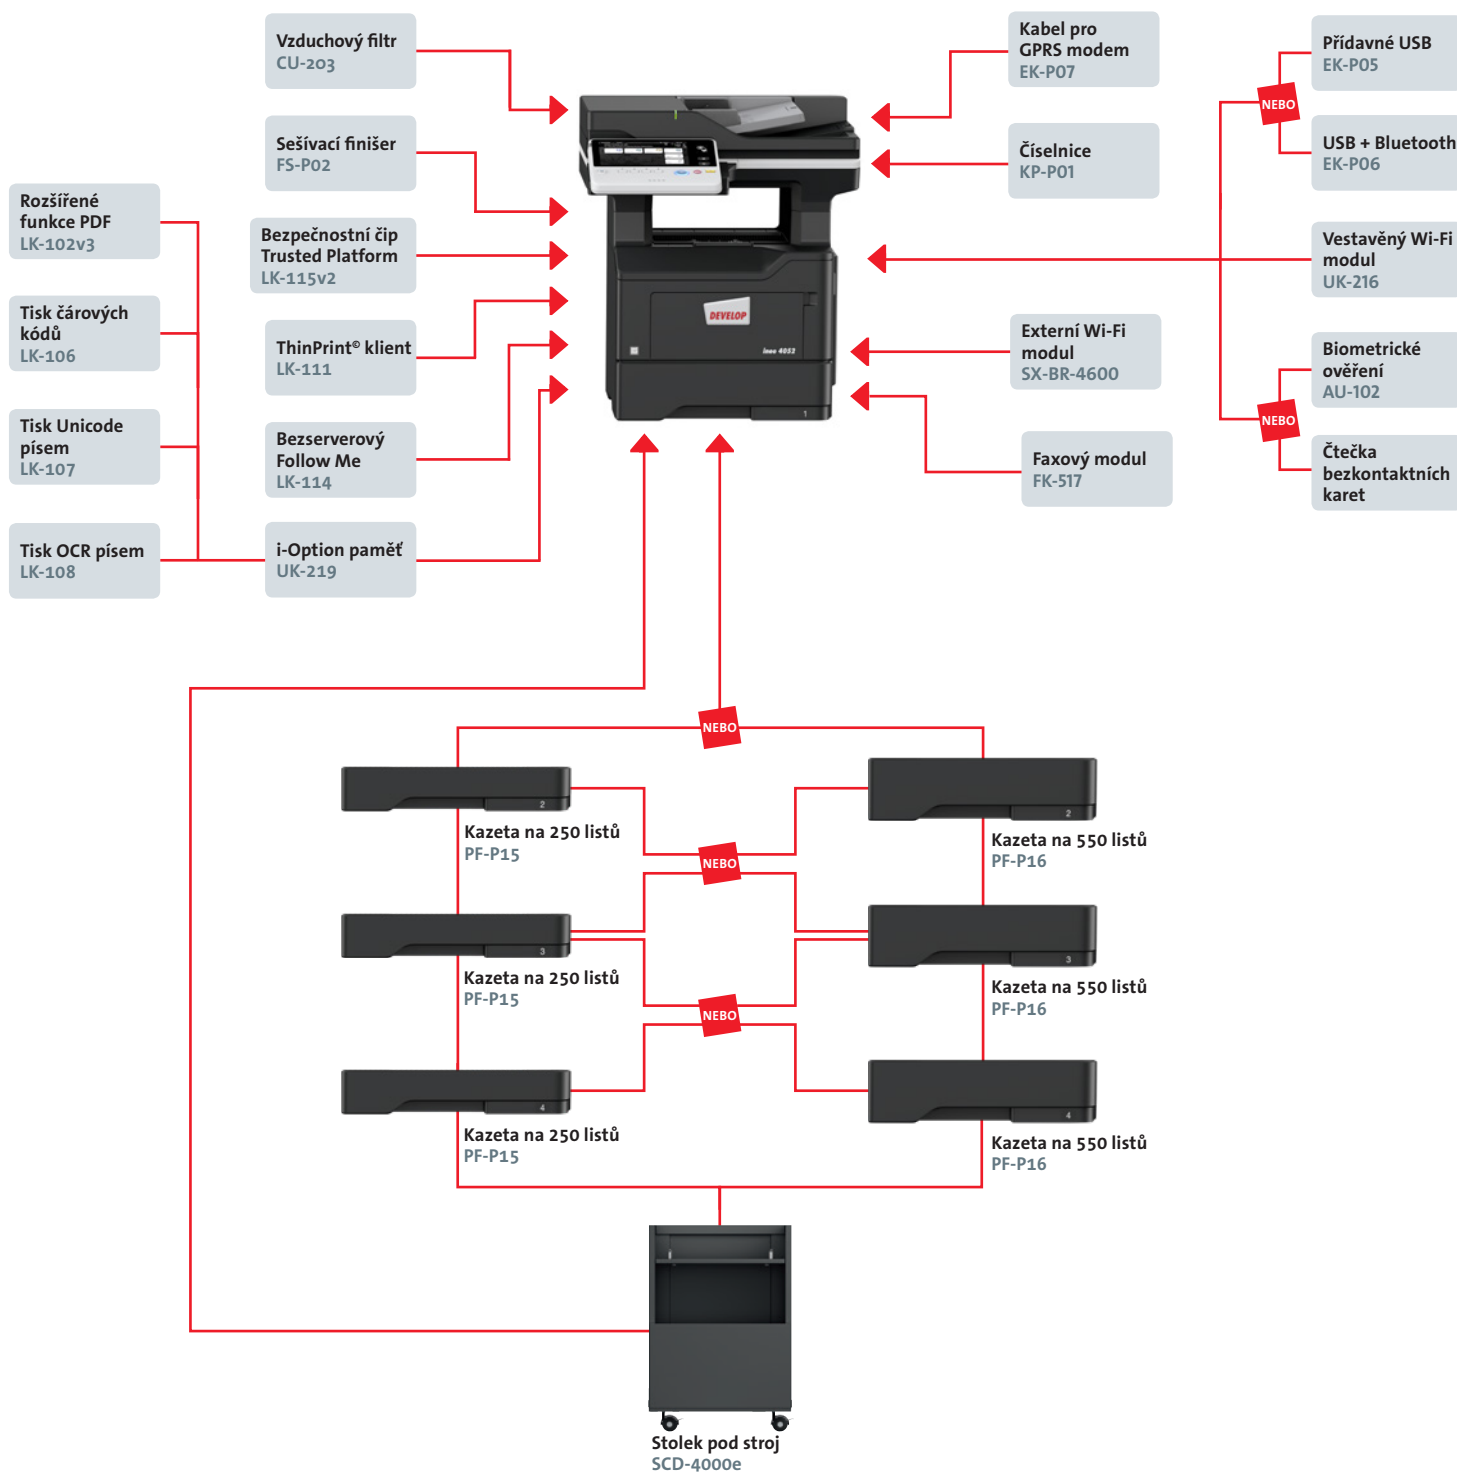 Vzduchový filtr
CU-203
Sešívací finišer
FS-P02
Rozšířené
funkce PDF
LK-102v3
Bezpečnostní čip
Trusted Platform
LK-115v2
Tisk čárových
kódů
LK-106
ThinPrint© klient
LK-111
Tisk Unicode
písem
LK-107
Bezserverový
Follow Me
LK-114
Tisk OCR písem
LK-108
i-Option paměť
UK-219
DEVELOP
ineo 4052
1
Kabel pro
GPRS modem
EK-P07
Číselnice
KP-P01
Externí Wi-Fi
modul
SX-BR-4600
Faxový modul
FK-517
Přídavné USB
EK-P05
NEBO
USB + Bluetooth
EK-P06
Vestavěný Wi-Fi
modul
UK-216
Biometrické
ověření
AU-102
NEBO
Čtečka
bezkontaktních
karet
NEBO
2
Kazeta na 250 listů
PF-P15
2
Kazeta na 550 listů
PF-P16
NEBO
3
Kazeta na 250 listů
PF-P15
3
Kazeta na 550 listů
PF-P16
NEBO
4
Kazeta na 250 listů
PF-P15
4
Kazeta na 550 listů
PF-P16
Stolek pod stroj
SCD-4000e